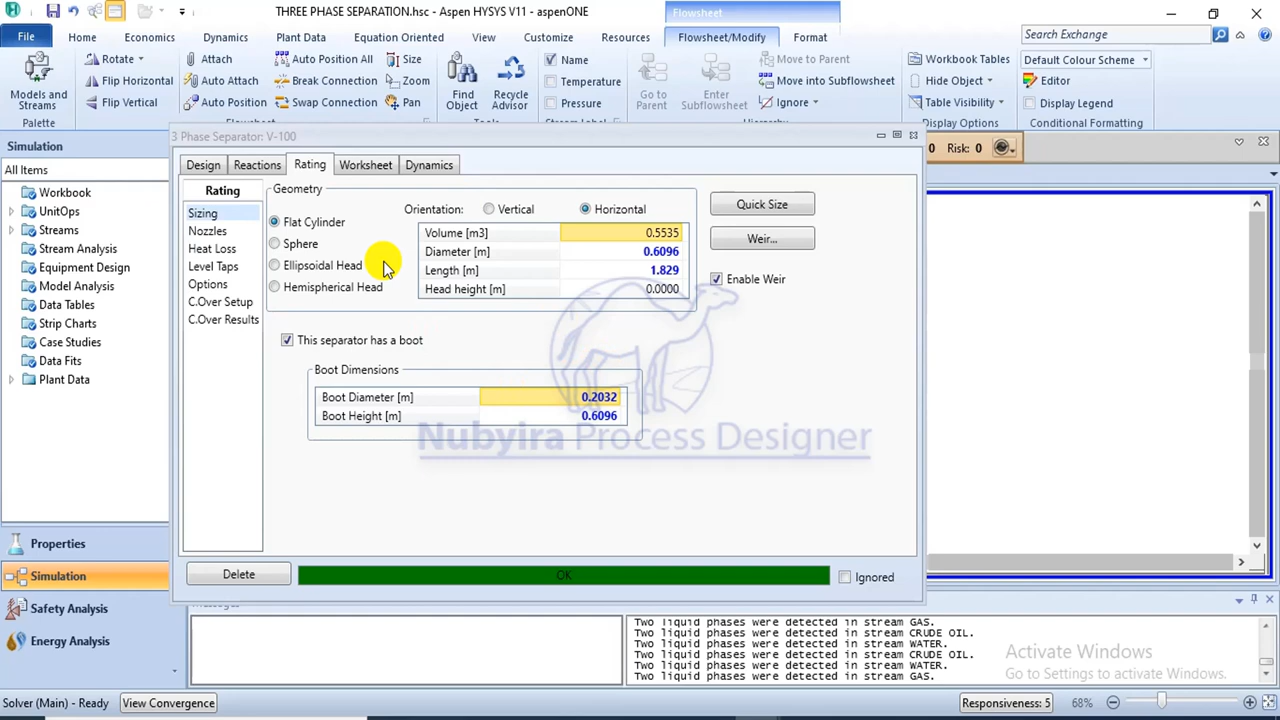 THREE PHASE SEPARATION.hsc - Aspen HYSYS V11 - aspenONE
Flowsheet
File Home Economics Dynamics Plant Data Equation Oriented View Customize Resources Flowsheet/Modify Format
Search Exchange
Models and Streams
Palette
Rotate
Flip Horizontal
Flip Vertical
Attach
Auto Attach
Auto Position
Auto Position All
Break Connection
Swap Connection
Size
Zoom
Pan
Find Object
Recycle Advisor
Name
Temperature
Pressure
Go to Parent
Enter Subflowsheet
Move to Parent
Move into Subflowsheet
Ignore
Workbook Tables
Hide Object
Table Visibility
Display Options
Default Colour Scheme
Editor
Display Legend
Conditional Formatting
Simulation
All Items
Workbook
UnitOps
Streams
Stream Analysis
Equipment Design
Model Analysis
Data Tables
Strip Charts
Case Studies
Data Fits
Plant Data
Properties
Simulation
Safety Analysis
Energy Analysis
3 Phase Separator: V-100
Design Reactions Rating Worksheet Dynamics
Rating
Sizing
Nozzles
Heat Loss
Level Taps
Options
C.Over Setup
C.Over Results
Geometry
Flat Cylinder
Sphere
Ellipsoidal Head
Hemispherical Head
Orientation: Vertical Horizontal
Volume [m3] 0.5535
Diameter [m] 0.6096
Length [m] 1.829
Head height [m] 0.0000
Quick Size
Weir...
Enable Weir
This separator has a boot
Boot Dimensions
Boot Diameter [m] 0.2032
Boot Height [m] 0.6096
Nubyira Process Designer
Delete
OK
Ignored
0 Risk: 0
Two liquid phases were detected in stream GAS.
Two liquid phases were detected in stream CRUDE OIL.
Two liquid phases were detected in stream WATER.
Two liquid phases were detected in stream CRUDE OIL.
Two liquid phases were detected in stream WATER.
Two liquid phases were detected in stream GAS.
Activate Windows
Go to Settings to activate Windows.
Solver (Main) - Ready View Convergence
Responsiveness: 5 68%